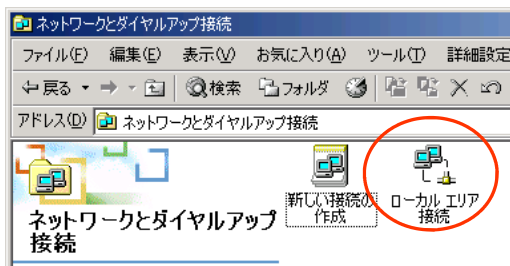 ネットワークとダイヤルアップ接続
ファイル(F) 編集(E) 表示(V) お気に入り(A) ツール(T) 詳細設定
戻る 検索 フォルダ
アドレス(D) ネットワークとダイヤルアップ接続
新しい接続の
作成
ローカル エリア
接続
ネットワークとダイヤルアップ
接続